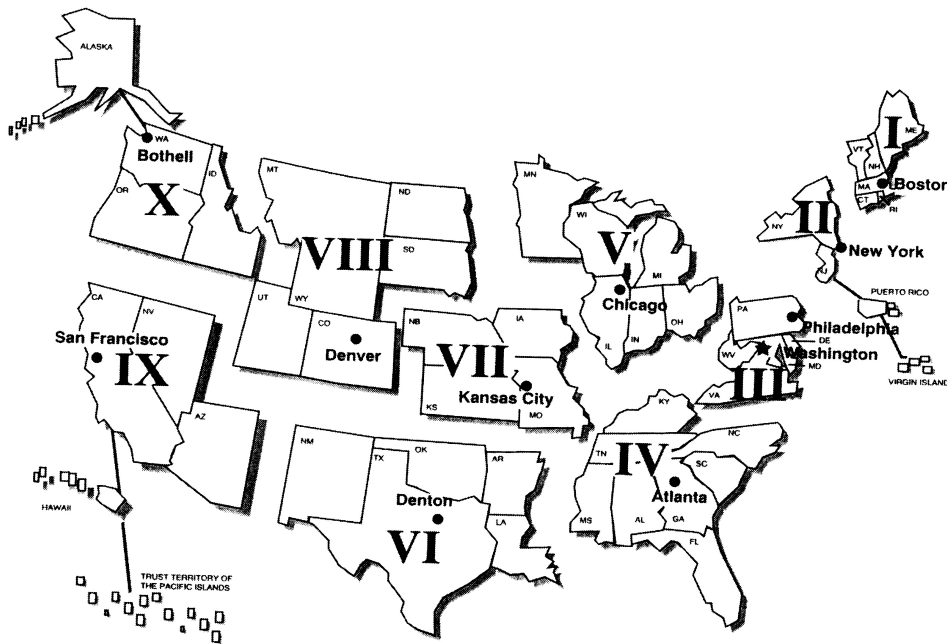 ALASKA
WA
Bothell
OR
ID
X
MT
ND
SD
VIII
WY
UT
CO
Denver
MN
WI
V
MI
Chicago
IL
IN
OH
I
ME
VT
NH
MA
Boston
CT
RI
II
NY
New York
NJ
PUERTO RICO
VIRGIN ISLAND
PA
Philadelphia
DE
WV
Washington
MD
III
VA
CA
NV
San Francisco
IX
AZ
HAWAII
TRUST TERRITORY OF
THE PACIFIC ISLANDS
NB
IA
VII
Kansas City
KS
MO
NM
TX
OK
AR
Denton
LA
VI
KY
NC
TN
IV
SC
Atlanta
MS
AL
GA
FL